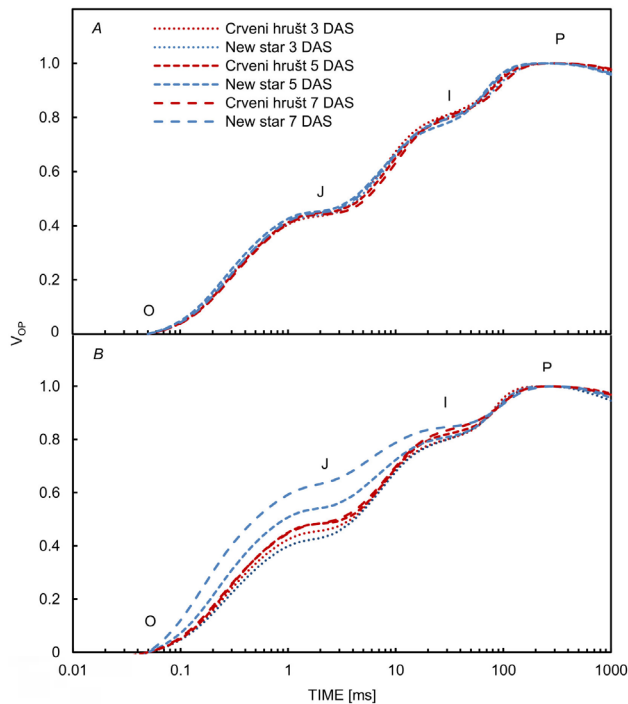 A
P
Crveni hrušt 3 DAS
New star 3 DAS
Crveni hrušt 5 DAS
New star 5 DAS
Crveni hrušt 7 DAS
New star 7 DAS
I
J
O
1.0
0.8
0.6
0.4
0.2
0
V_OP
B
P
I
J
O
1.0
0.8
0.6
0.4
0.2
0
0.01
0.1
1
10
100
1000
TIME [ms]